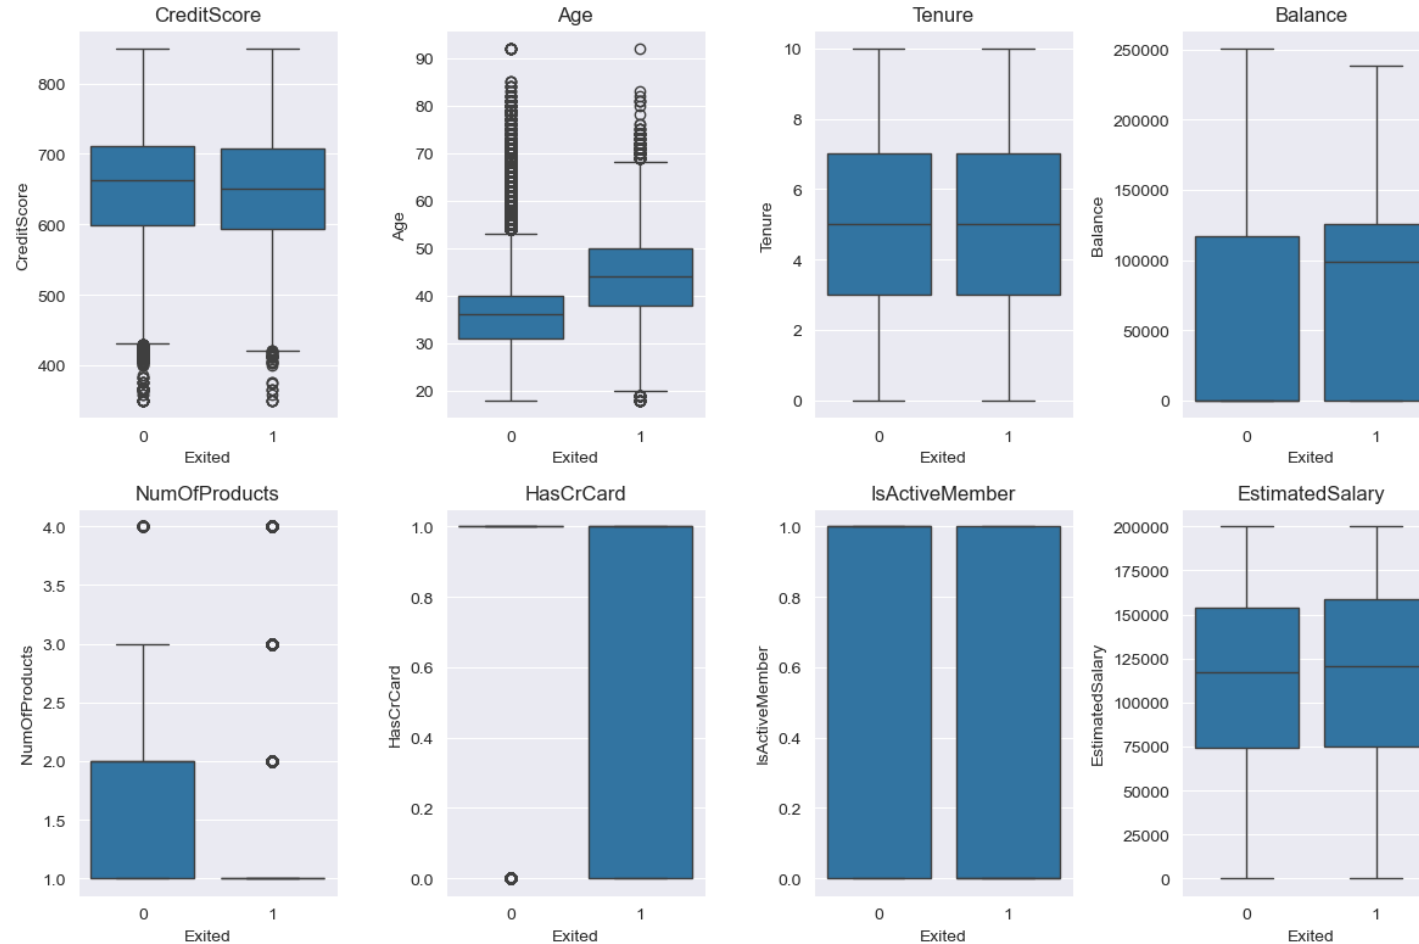 CreditScore
CreditScore
800
700
600
500
400
0 1
Exited
Age
Age
90
80
70
60
50
40
30
20
0 1
Exited
Tenure
Tenure
10
8
6
4
2
0
0 1
Exited
Balance
Balance
250000
200000
150000
100000
50000
0
0 1
Exited
NumOfProducts
NumOfProducts
4.0
3.5
3.0
2.5
2.0
1.5
1.0
0 1
Exited
HasCrCard
HasCrCard
1.0
0.8
0.6
0.4
0.2
0.0
0 1
Exited
IsActiveMember
IsActiveMember
1.0
0.8
0.6
0.4
0.2
0.0
0 1
Exited
EstimatedSalary
EstimatedSalary
200000
175000
150000
125000
100000
75000
50000
25000
0
0 1
Exited